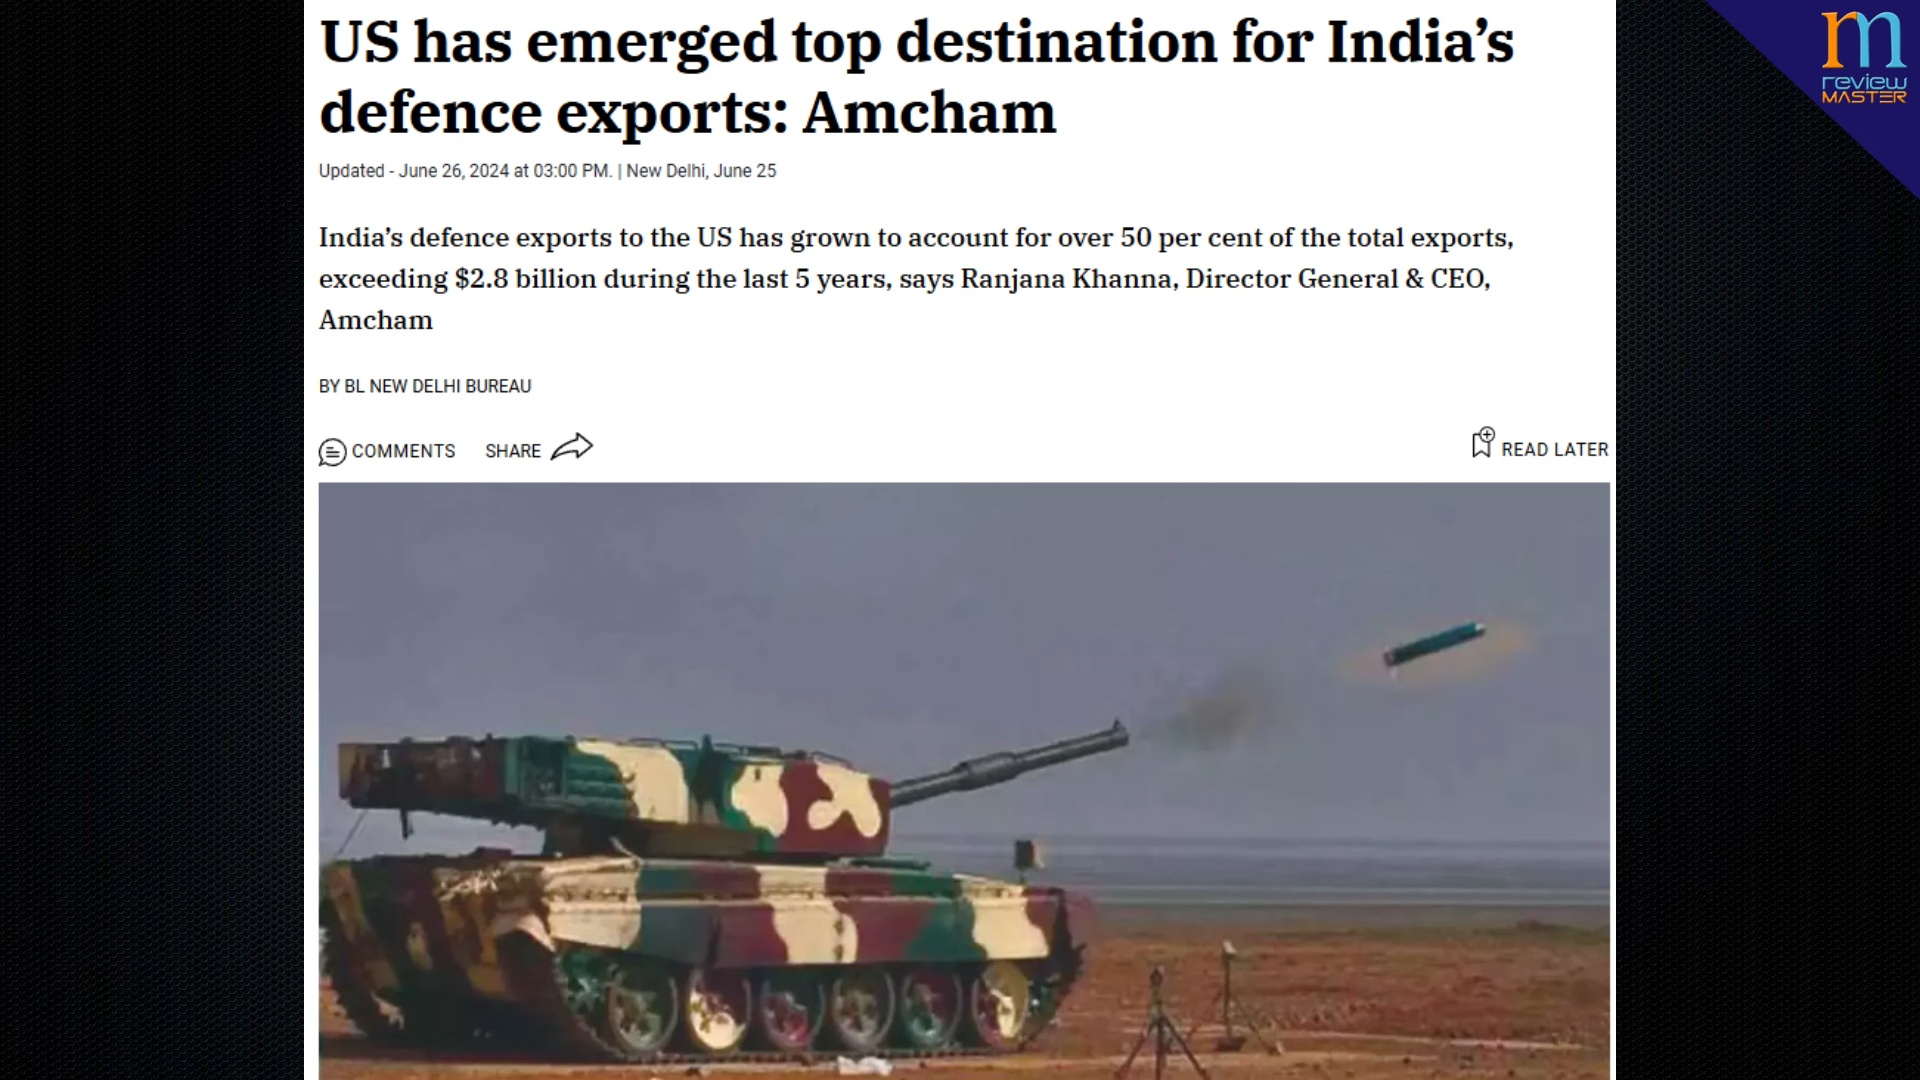 US has emerged top destination for India’s
defence exports: Amcham
Updated - June 26, 2024 at 03:00 PM. | New Delhi, June 25
India’s defence exports to the US has grown to account for over 50 per cent of the total exports,
exceeding $2.8 billion during the last 5 years, says Ranjana Khanna, Director General & CEO,
Amcham
BY BL NEW DELHI BUREAU
COMMENTS SHARE READ LATER
m
review
MASTER